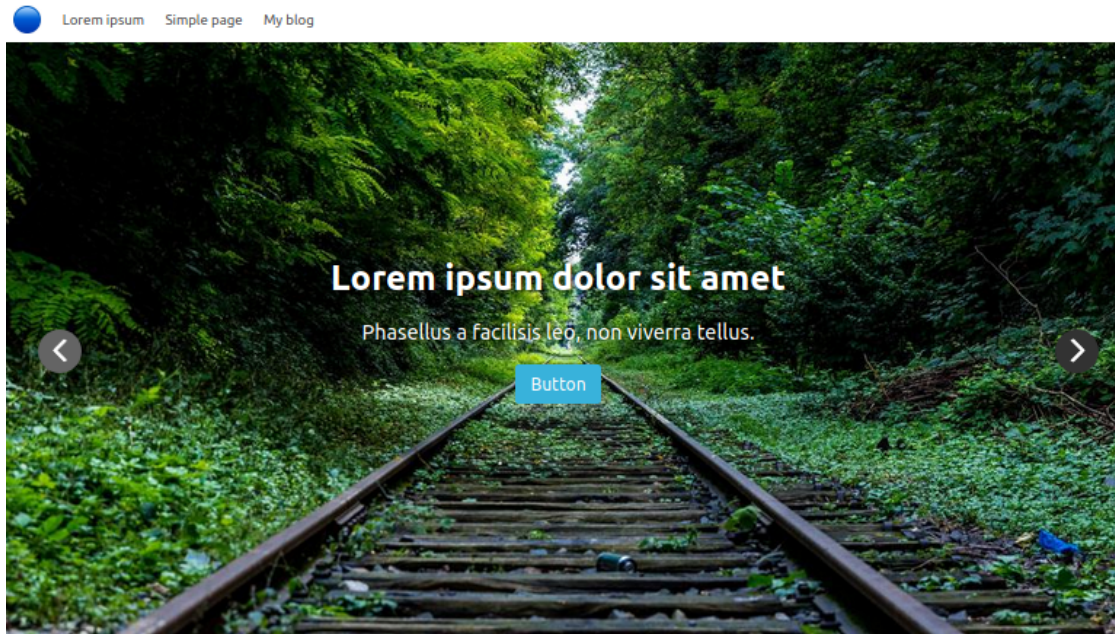 Lorem ipsum Simple page My blog
Lorem ipsum dolor sit amet
Phasellus a facilisis leo, non viverra tellus.
Button